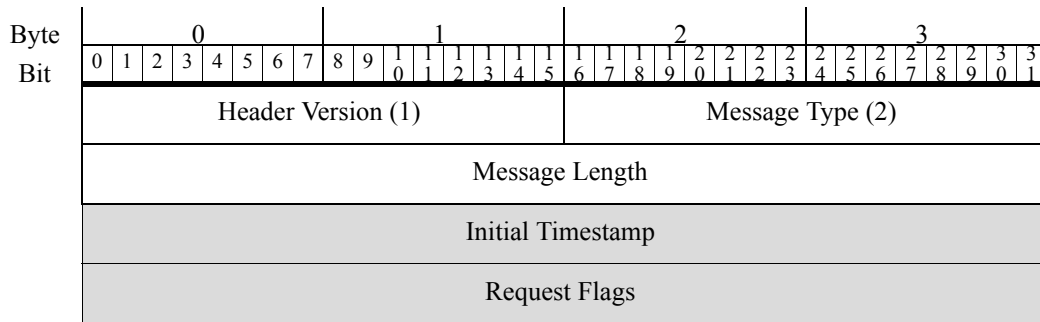 Byte 0 1 2 3
Bit 0 1 2 3 4 5 6 7 8 9 10 11 12 13 14 15 16 17 18 19 20 21 22 23 24 25 26 27 28 29 30 31
Header Version (1) Message Type (2)
Message Length
Initial Timestamp
Request Flags